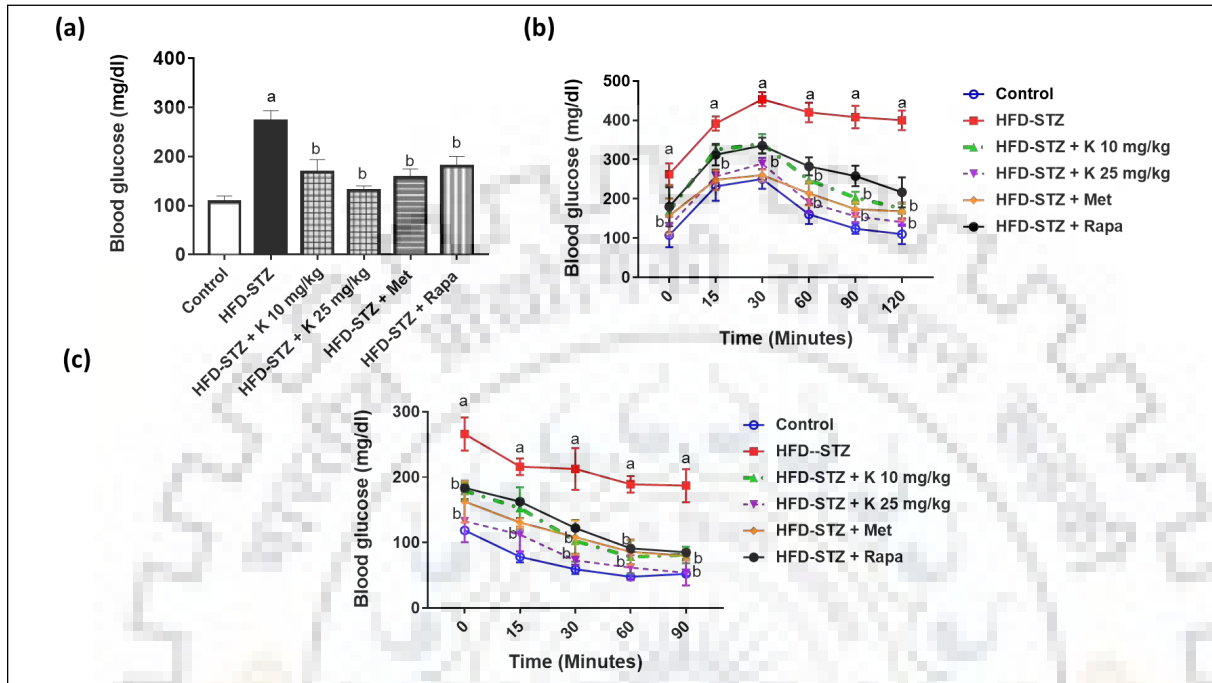 (a)
Blood glucose (mg/dl)
400
300
200
100
0
a
b
b
b
b
Control
HFD-STZ
HFD-STZ + K 10 mg/kg
HFD-STZ + K 25 mg/kg
HFD-STZ + Met
HFD-STZ + Rapa
(b)
Blood glucose (mg/dl)
500
400
300
200
100
0
a
a
a
a
a
a
b
b
b
b
b
b
b
b
b
0
15
30
60
90
120
Time (Minutes)
Control
HFD-STZ
HFD-STZ + K 10 mg/kg
HFD-STZ + K 25 mg/kg
HFD-STZ + Met
HFD-STZ + Rapa
(c)
Blood glucose (mg/dl)
300
200
100
0
a
a
a
a
a
b
b
b
b
b
b
b
b
b
b
0
15
30
60
90
Time (Minutes)
Control
HFD--STZ
HFD-STZ + K 10 mg/kg
HFD-STZ + K 25 mg/kg
HFD-STZ + Met
HFD-STZ + Rapa